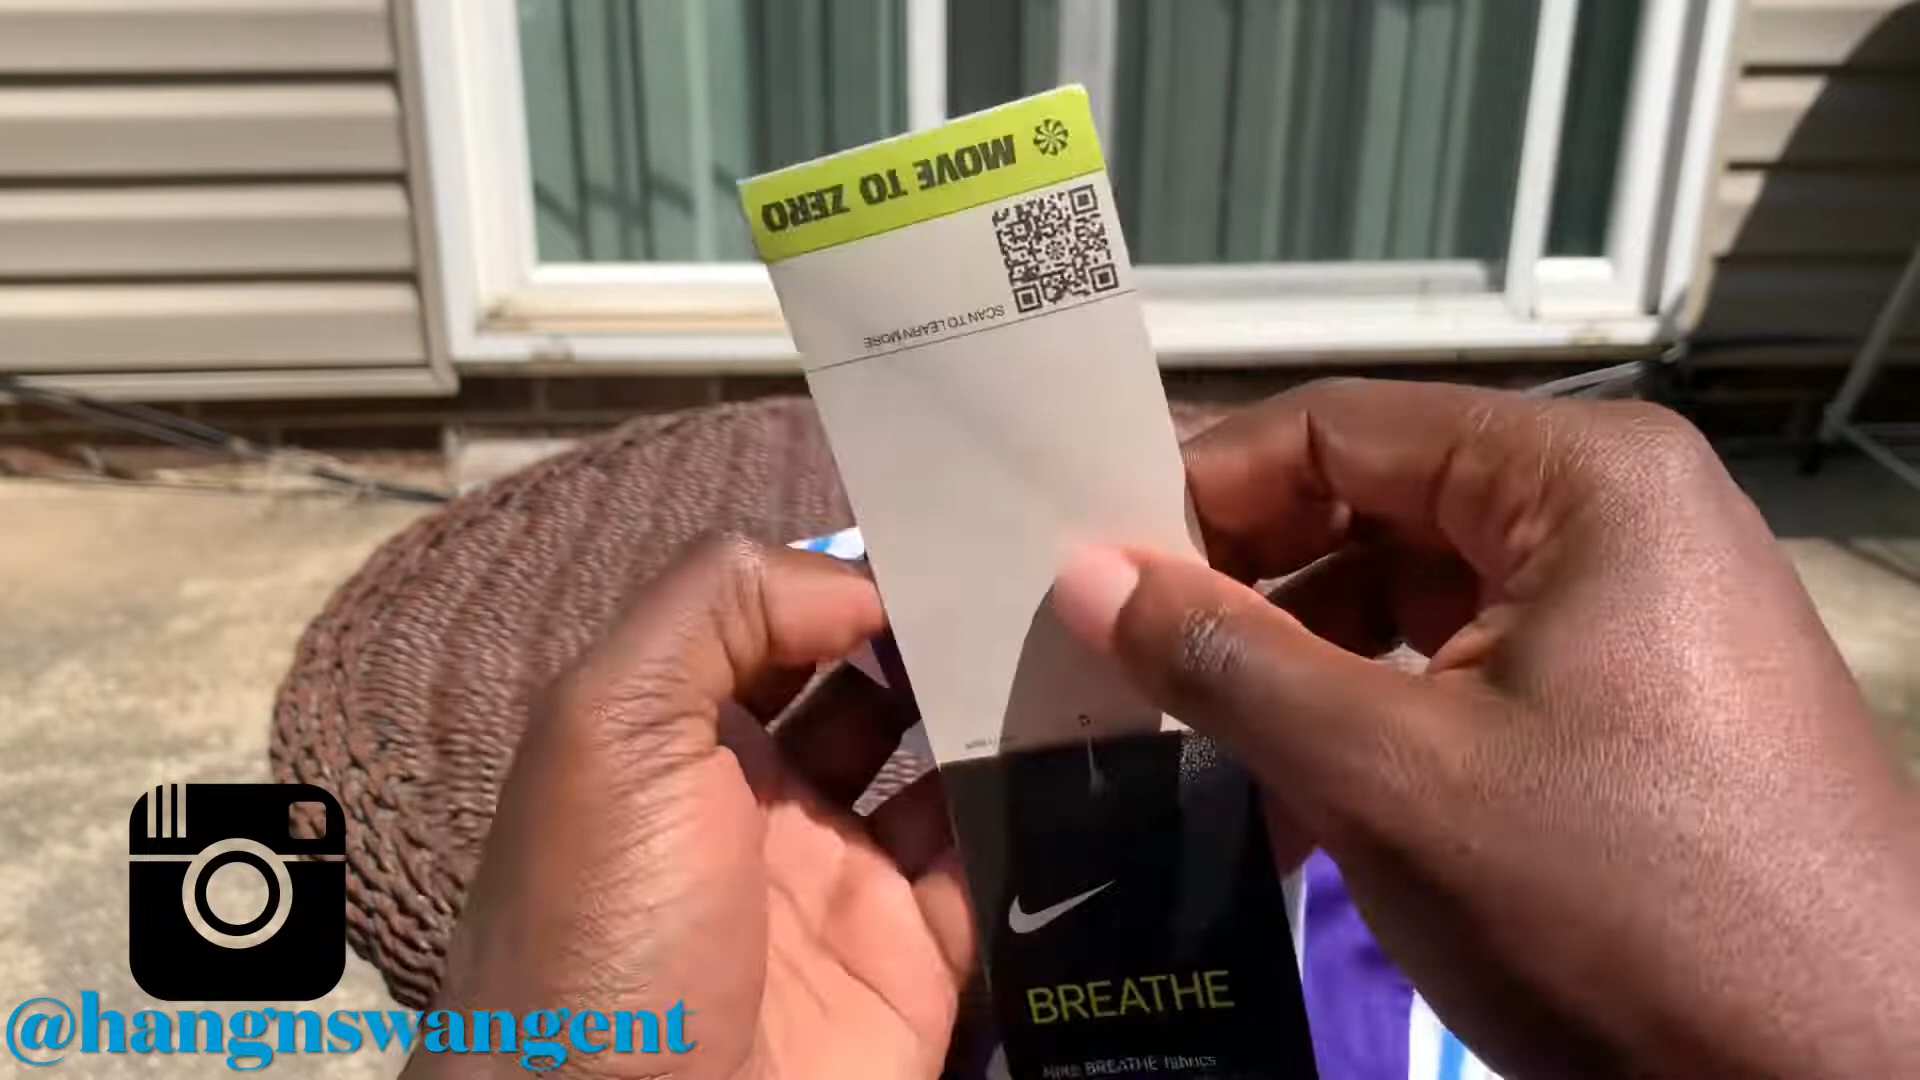 MOVE TO ZERO
SCAN TO LEARN MORE
BREATHE
Nike BREATHE fabrics
@hangnswangent